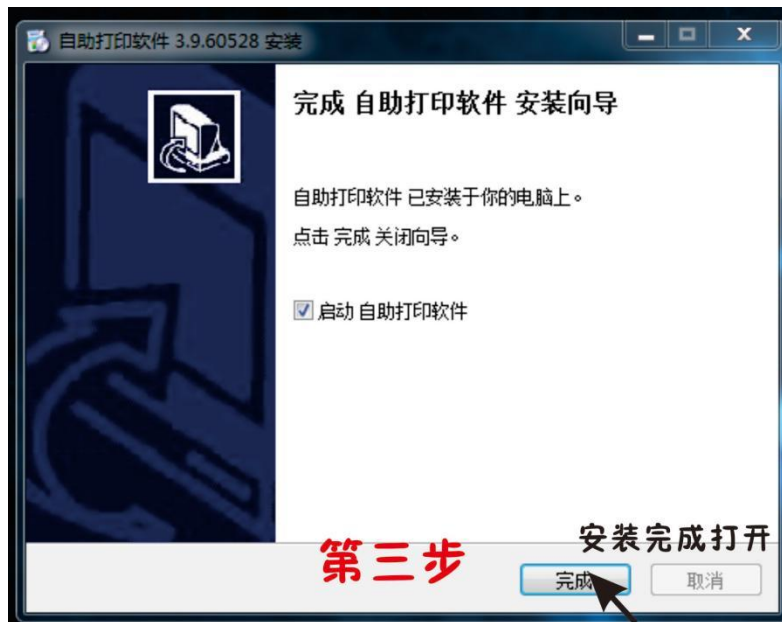 自助打印软件 3.9.60528 安装
完成 自助打印软件 安装向导
自助打印软件 已安装于你的电脑上。
点击 完成 关闭向导。
启动 自助打印软件
安装完成打开
第三步
完成
取消